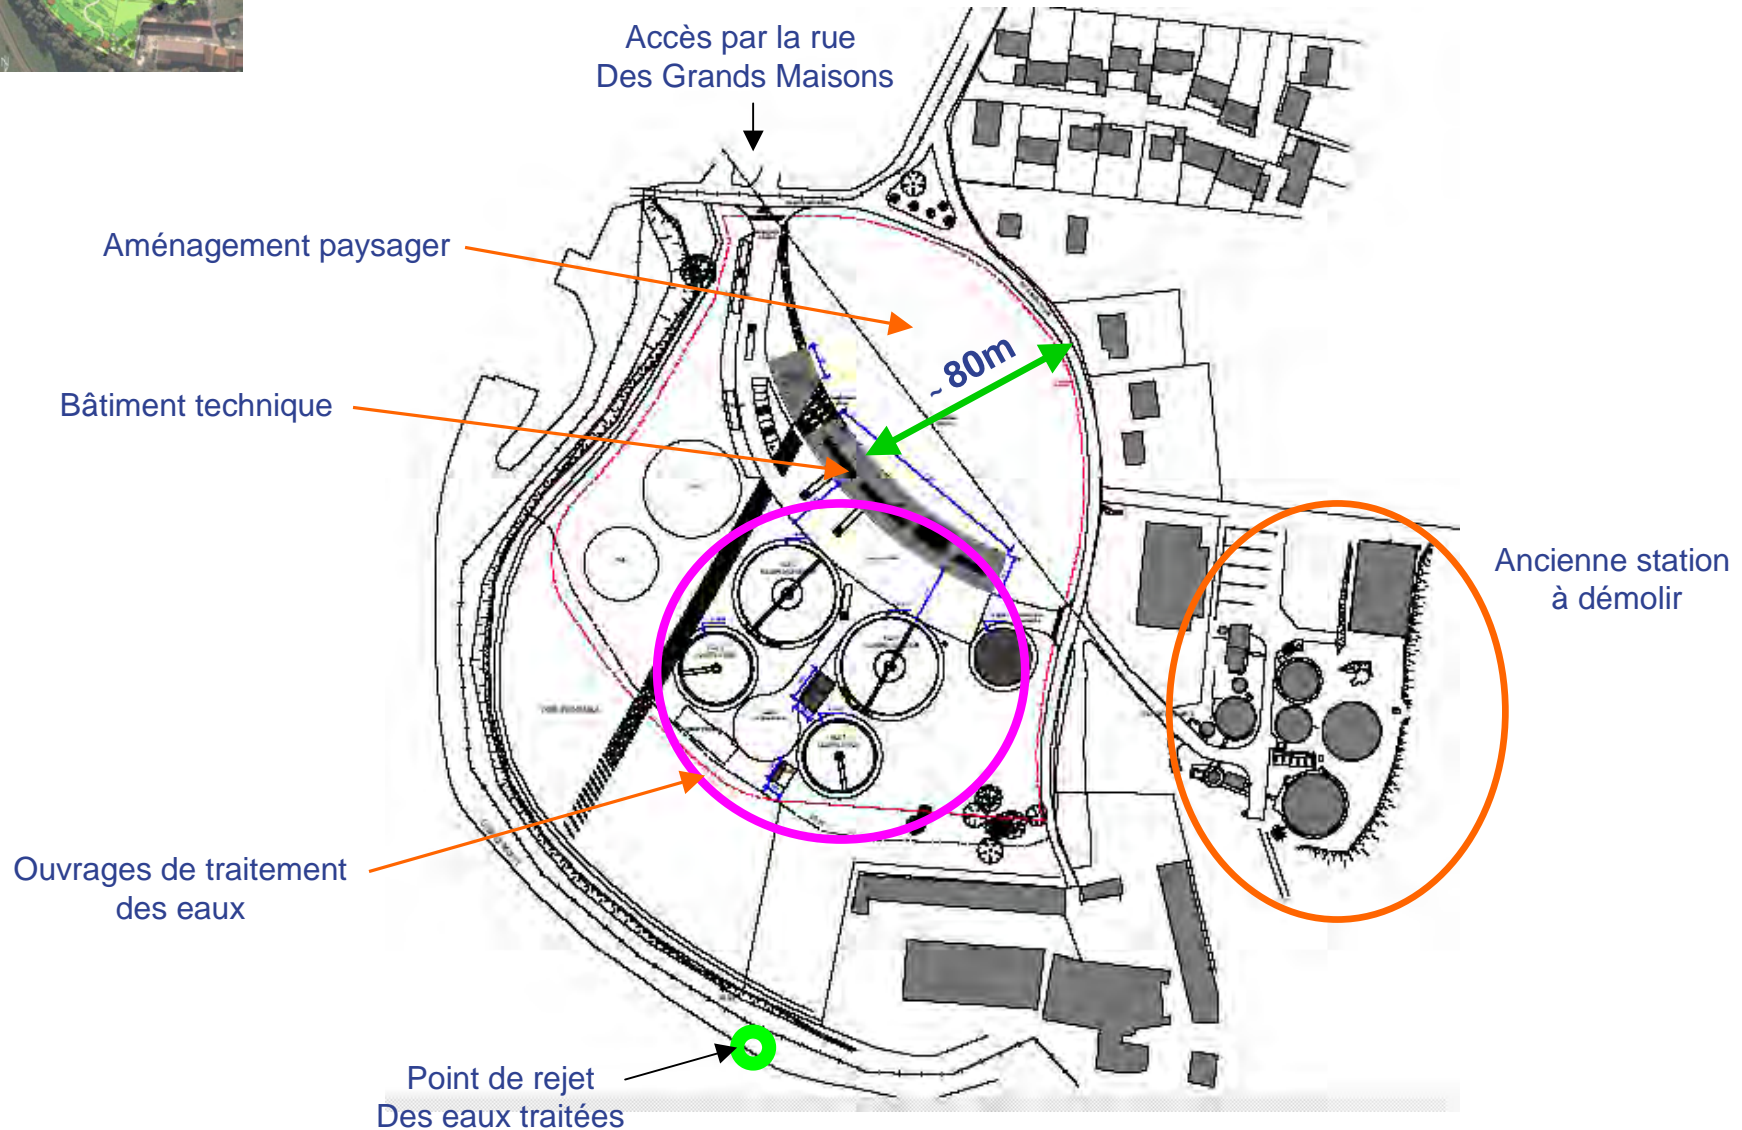 Accès par la rue
Des Grands Maisons
Aménagement paysager
~ 80m
Bâtiment technique
Ancienne station
à démolir
Ouvrages de traitement
des eaux
Point de rejet
Des eaux traitées